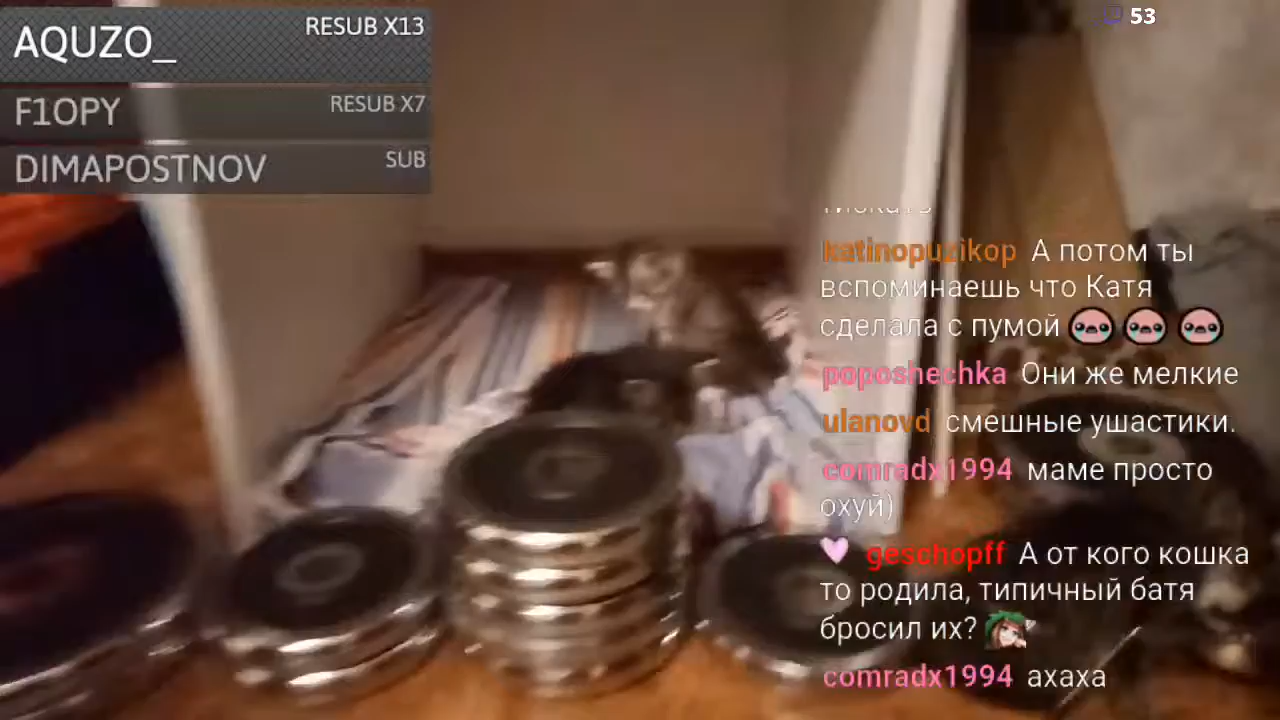 AQUZO_ RESUB X13
F1OPY RESUB X7
DIMAPOSTNOV SUB
53
тискать
katinopuzikop А потом ты
вспоминаешь что Катя
сделала с пумой
poposhechka Они же мелкие
ulanovd смешные ушастики.
comradx1994 маме просто
охуй)
geschopff А от кого кошка
то родила, типичный батя
бросил их?
comradx1994 ахаха